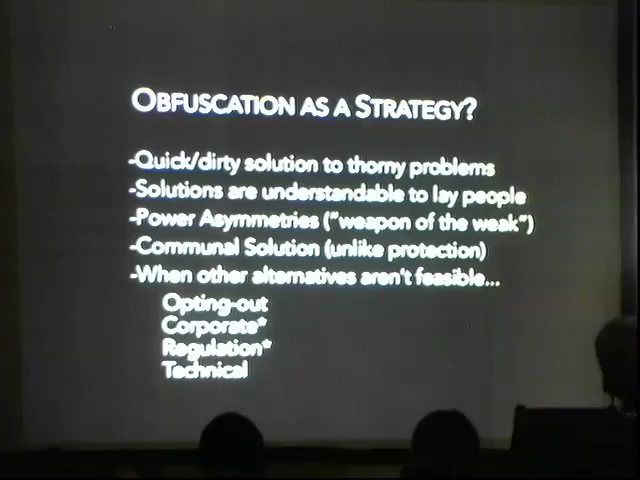 OBFUSCATION AS A STRATEGY?
-Quick/dirty solution to thorny problems
-Solutions are understandable to lay people
-Power Asymmetries ("weapon of the weak")
-Communal Solution (unlike protection)
-When other alternatives aren't feasible...
Opting-out
Corporate*
Regulation*
Technical